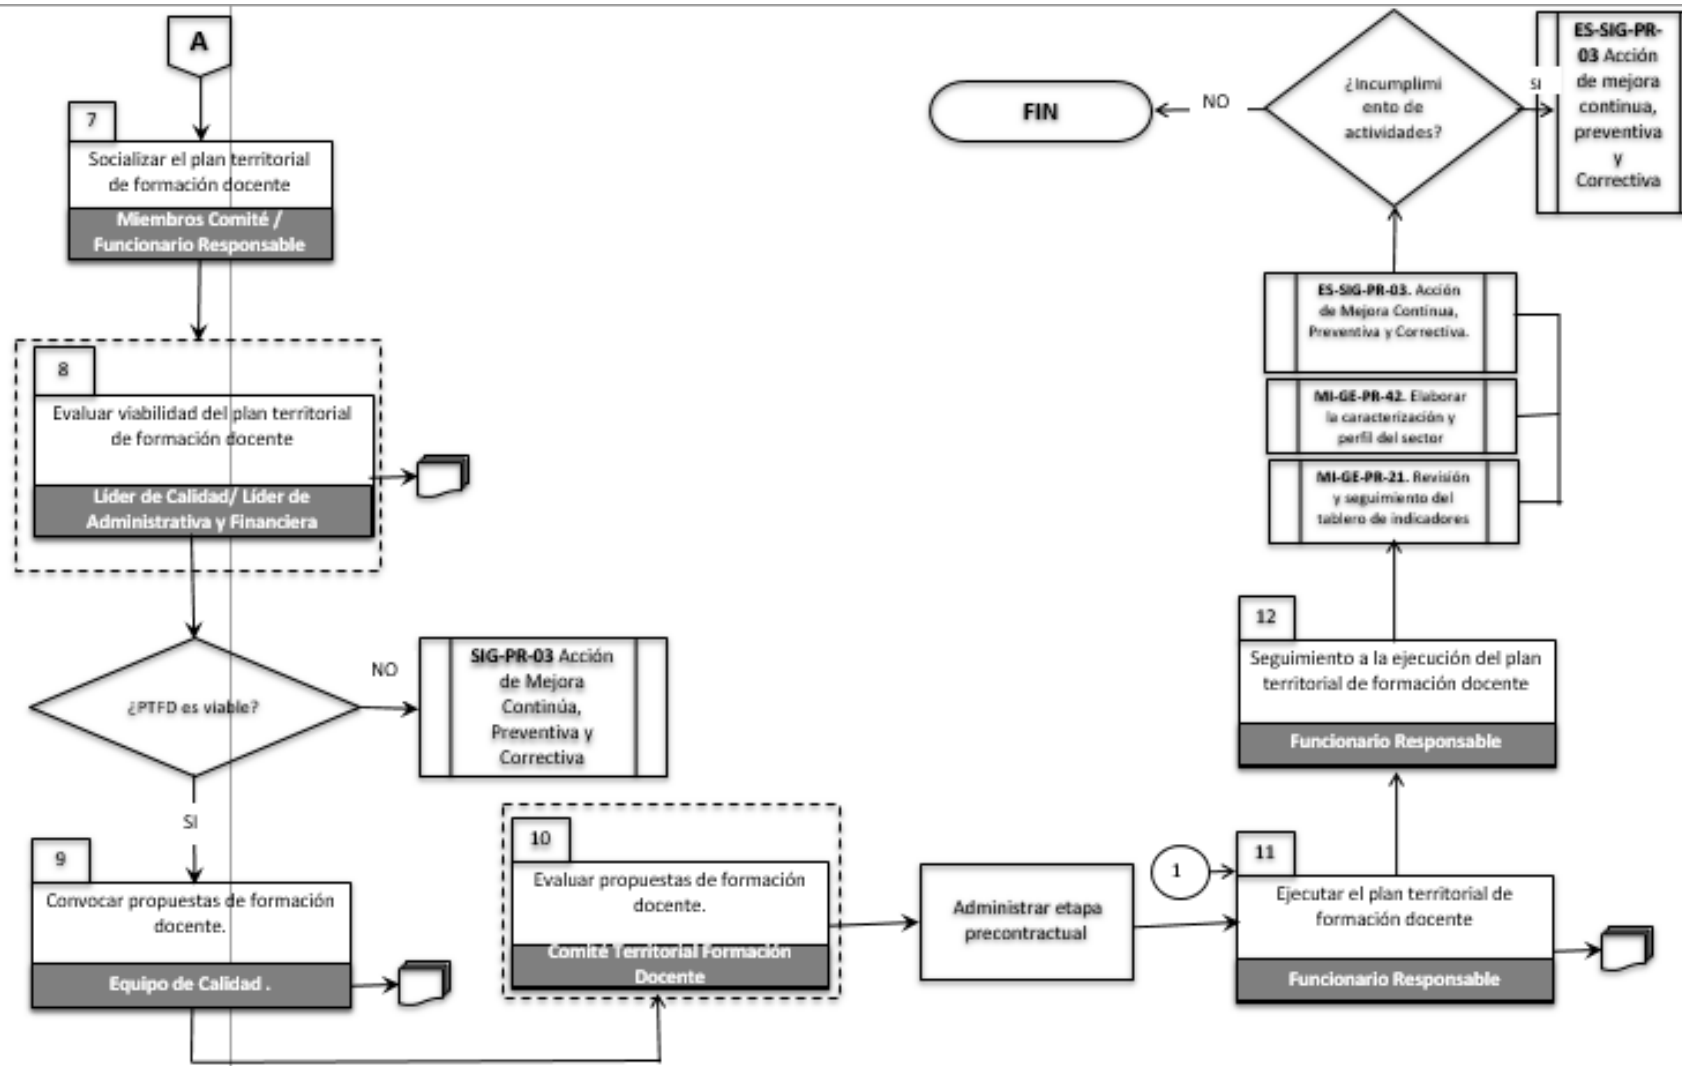 A
7
Socializar el plan territorial
de formación docente
Miembros Comité /
Funcionario Responsable
8
Evaluar viabilidad del plan territorial
de formación docente
Líder de Calidad/ Líder de
Administrativa y Financiera
¿PTFD es viable?
NO
SIG-PR-03 Acción
de Mejora
Continúa,
Preventiva y
Correctiva
SI
9
Convocar propuestas de formación
docente.
Equipo de Calidad .
10
Evaluar propuestas de formación
docente.
Comité Territorial Formación
Docente
Administrar etapa
precontractual
1
11
Ejecutar el plan territorial de
formación docente
Funcionario Responsable
12
Seguimiento a la ejecución del plan
territorial de formación docente
Funcionario Responsable
MI-GE-PR-21. Revisión
y seguimiento del
tablero de indicadores
MI-GE-PR-42. Elaborar
la caracterización y
perfil del sector
ES-SIG-PR-03. Acción
de Mejora Continua,
Preventiva y Correctiva.
¿Incumplimi
ento de
actividades?
NO
FIN
SI
ES-SIG-PR-
03 Acción
de mejora
continua,
preventiva
y
Correctiva